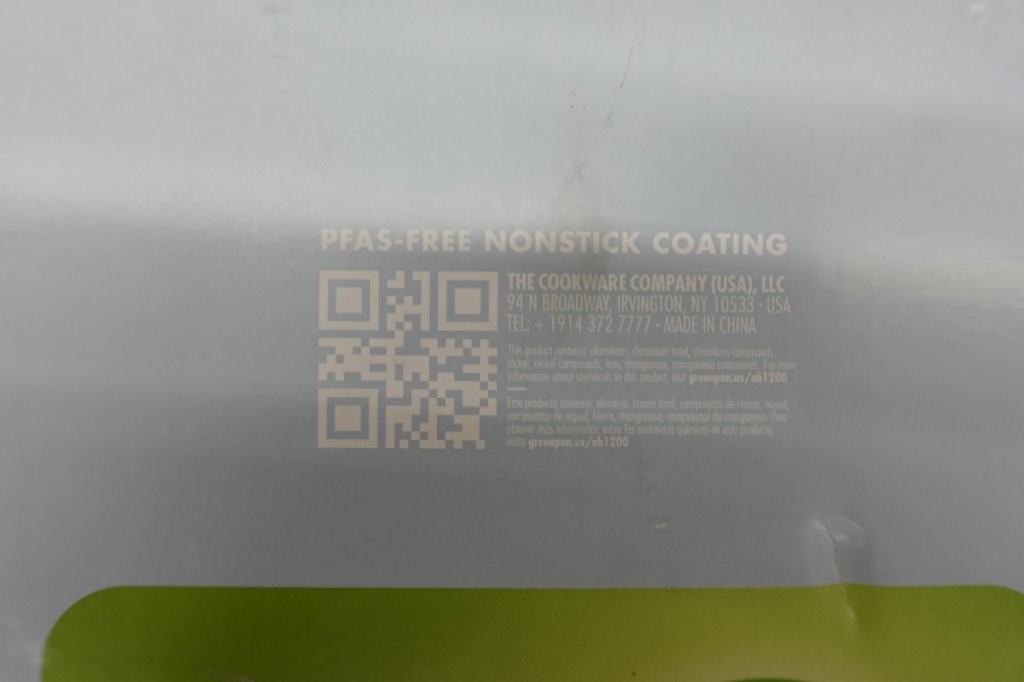 PFAS-FREE NONSTICK COATING
THE COOKWARE COMPANY (USA), LLC
94 N BROADWAY, IRVINGTON, NY 10533 - USA
TEL: + 1914 372 7777 - MADE IN CHINA
This product contains: aluminum, chromium total, chromium compounds,
nickel, nickel compounds, iron, manganese, manganese compounds. For more
information about chemicals in this product, visit greenpan.us/ab1200
Este producto contiene: aluminio, cromo total, compuestos de cromo, níquel,
compuestos de níquel, hierro, manganeso, compuestos de manganeso. Para
obtener más información sobre las sustancias químicas de este producto,
visite greenpan.us/ab1200